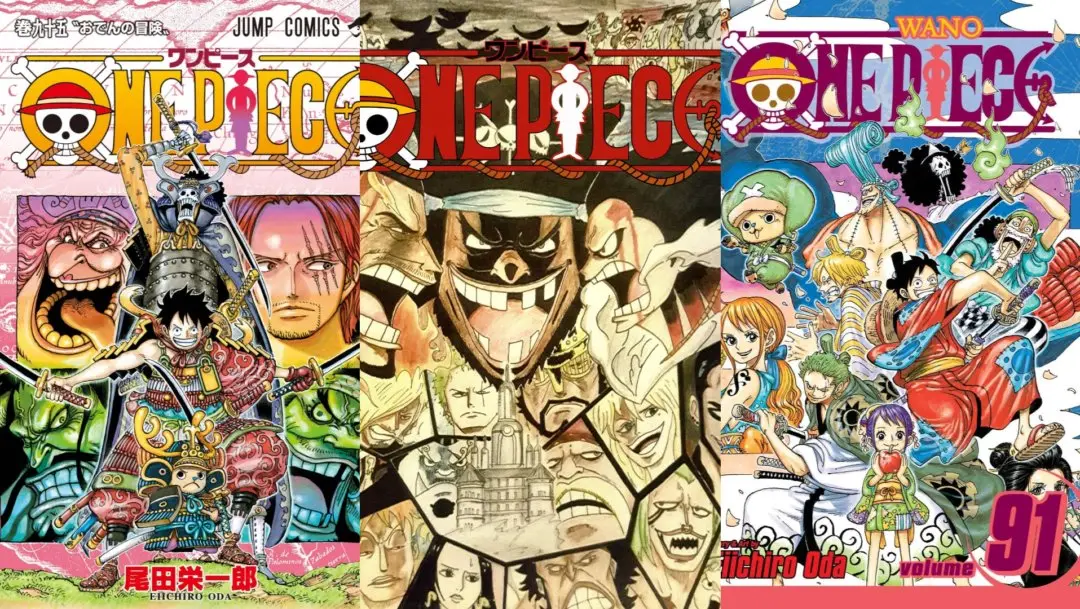 巻九十五〝おでんの冒険〟
JUMP COMICS
ワンピース
ONE PIECE
尾田栄一郎
EIICHIRO ODA
ワンピース
ONE PIECE
WANO
ONE PIECE
iichiro Oda
volume 91